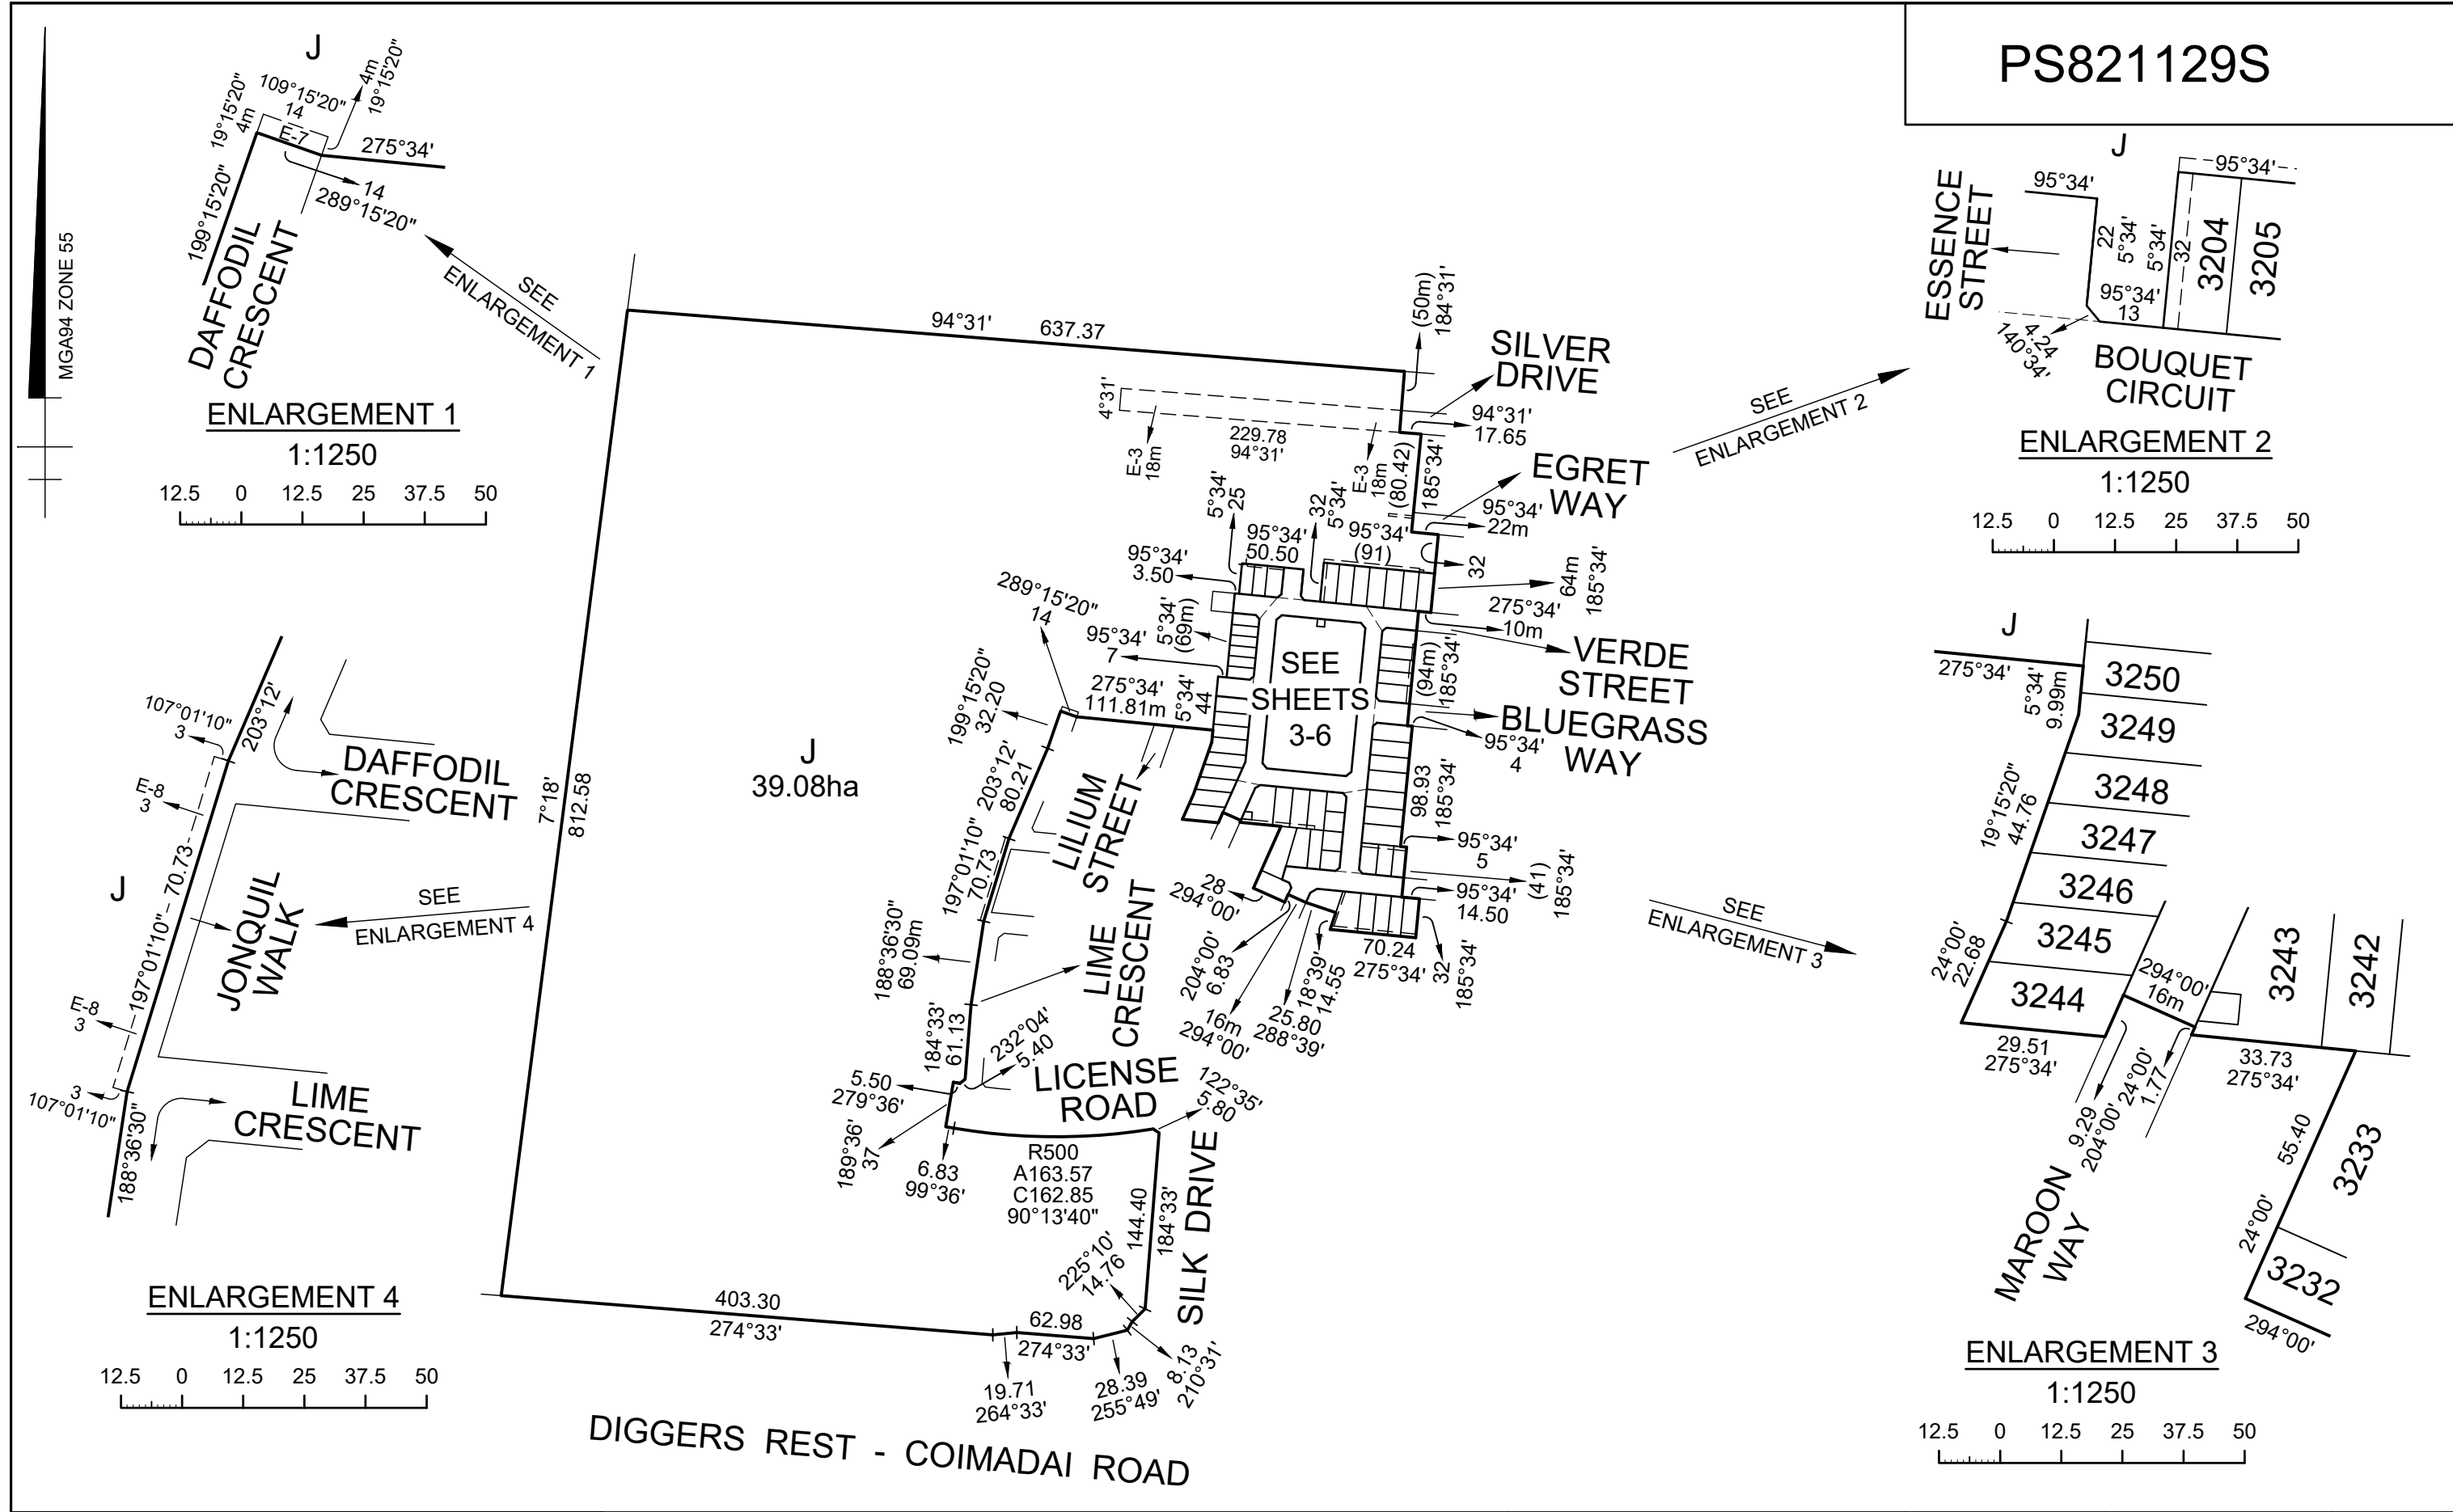 PS821129S
MGA94 ZONE 55
J
109°15'20"
14
19°15'20"
4m
4m
19°15'20"
E-7
275°34'
14
289°15'20"
199°15'20"
DAFFODIL
CRESCENT
SEE
ENLARGEMENT 1
ENLARGEMENT 1
1:1250
12.5 0 12.5 25 37.5 50
J
95°34'
95°34'
ESSENCE
STREET
22
5°34'
5°34'
32
3204
3205
95°34'
13
4.24
140°34'
BOUQUET
CIRCUIT
SEE
ENLARGEMENT 2
ENLARGEMENT 2
1:1250
12.5 0 12.5 25 37.5 50
94°31' 637.37
(50m)
184°31'
SILVER
DRIVE
94°31'
17.65
4°31'
E-3
18m
229.78
94°31'
E-3
18m
(80.42)
185°34'
EGRET
WAY
95°34'
22m
5°34'
25
32
5°34'
95°34'
50.50
95°34'
(91)
32
64m
185°34'
95°34'
3.50
289°15'20"
14
5°34'
(69m)
95°34'
7
275°34'
10m
VERDE
STREET
(94m)
185°34'
SEE
SHEETS
3-6
BLUEGRASS
WAY
95°34'
4
199°15'20"
32.20
275°34'
111.81m
5°34'
44
J
39.08ha
203°12'
80.21
LILIUM
STREET
98.93
185°34'
95°34'
5
(41)
185°34'
95°34'
14.50
7°18'
812.58
197°01'10"
70.73
28
294°00'
204°00'
6.83
16m
294°00'
25.80
288°39'
18°39'
14.55
70.24
275°34'
32
185°34'
188°36'30"
69.09m
LIME
CRESCENT
184°33'
61.13
232°04'
5.40
5.50
279°36'
LICENSE
ROAD
122°35'
5.80
189°36'
37
6.83
99°36'
R500
A163.57
C162.85
90°13'40"
144.40
184°33'
SILK DRIVE
225°10'
14.76
403.30
274°33'
62.98
274°33'
19.71
264°33'
28.39
255°49'
8.13
210°31'
DIGGERS REST - COIMADAI ROAD
107°01'10"
3
203°12'
DAFFODIL
CRESCENT
E-8
3
J
197°01'10" 70.73
JONQUIL
WALK
SEE
ENLARGEMENT 4
E-8
3
3
107°01'10"
188°36'30"
LIME
CRESCENT
ENLARGEMENT 4
1:1250
12.5 0 12.5 25 37.5 50
SEE
ENLARGEMENT 3
J
275°34'
5°34'
9.99m
3250
3249
3248
3247
3246
3245
3244
19°15'20"
44.76
24°00'
22.68
294°00'
16m
3243
3242
29.51
275°34'
9.29
204°00'
24°00'
1.77
33.73
275°34'
55.40
24°00'
3233
3232
294°00'
MAROON
WAY
ENLARGEMENT 3
1:1250
12.5 0 12.5 25 37.5 50